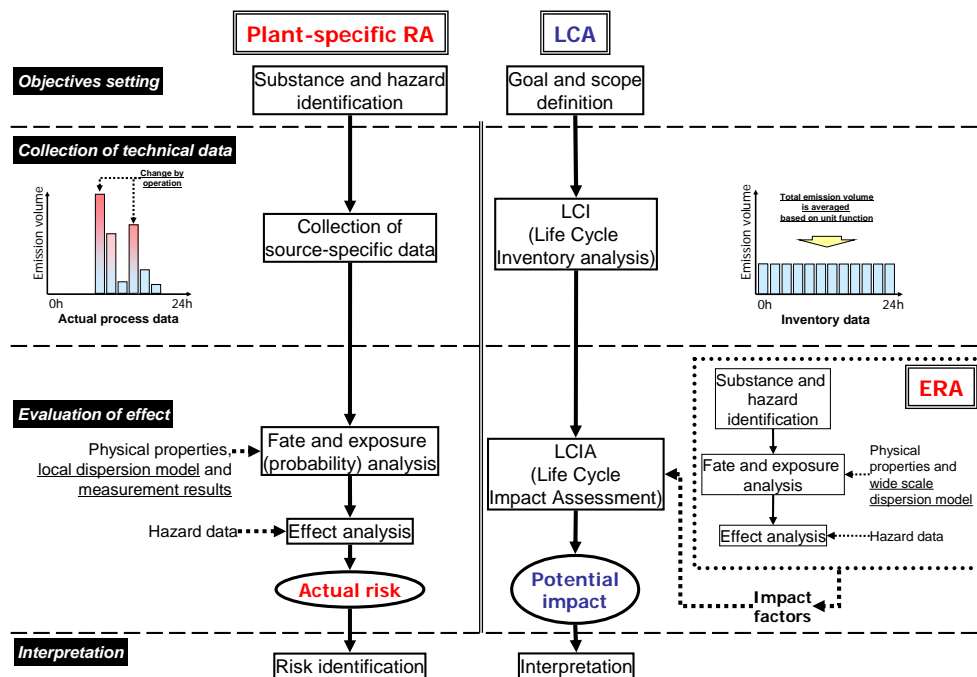 Plant-specific RA
LCA
Objectives setting
Substance and hazard
identification
Goal and scope
definition
Collection of technical data
Change by
operation
Emission volume
0h
24h
Actual process data
Collection of
source-specific data
LCI
(Life Cycle
Inventory analysis)
Total emission volume
is averaged
based on unit function
Emission volume
0h
24h
Inventory data
Evaluation of effect
Physical properties,
local dispersion model and
measurement results
Fate and exposure
(probability) analysis
Hazard data
Effect analysis
Actual risk
LCIA
(Life Cycle
Impact Assessment)
Potential
impact
ERA
Substance and
hazard
identification
Fate and exposure
analysis
Physical
properties and
wide scale
dispersion model
Effect analysis
Hazard data
Impact
factors
Interpretation
Risk identification
Interpretation